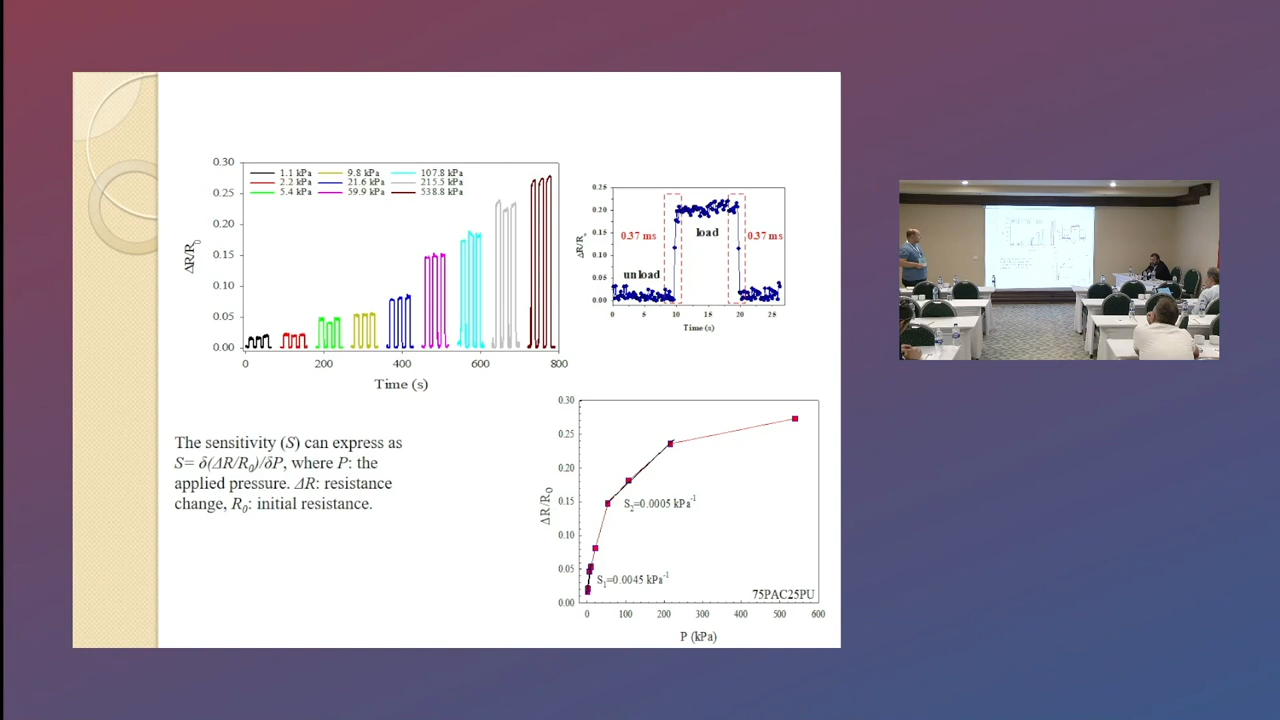 0.30
0.25
0.20
0.15
0.10
0.05
0.00
ΔR/R0
1.1 kPa
2.2 kPa
5.4 kPa
9.8 kPa
21.6 kPa
59.9 kPa
107.8 kPa
215.5 kPa
538.8 kPa
0 200 400 600 800
Time (s)
0.26
0.20
0.15
0.11
0.05
0.00
0.37 ms
load
0.37 ms
unload
0 5 10 15 20 26
Time (s)
The sensitivity (S) can express as
S= δ(ΔR/R0)/δP, where P: the
applied pressure. ΔR: resistance
change, R0: initial resistance.
0.30
0.25
0.20
0.15
0.10
0.05
0.00
ΔR/R0
S2=0.0005 kPa-1
S1=0.0045 kPa-1
75PAC25PU
0 100 200 300 400 500 600
P (kPa)